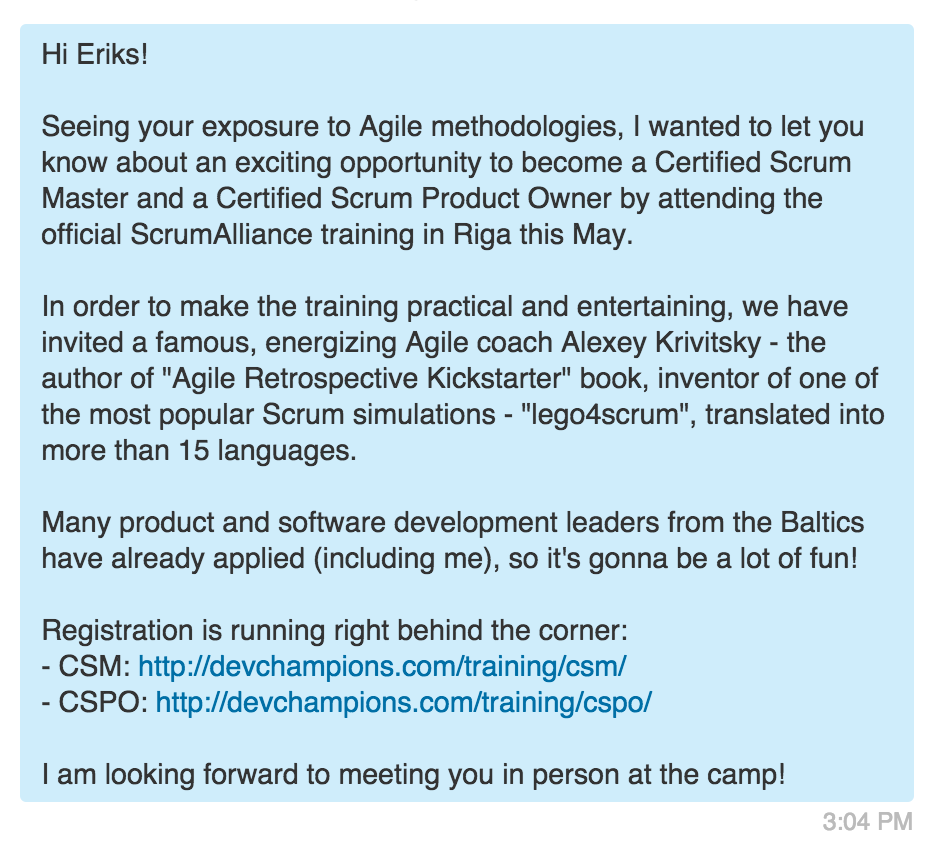 Hi Eriks!
Seeing your exposure to Agile methodologies, I wanted to let you
know about an exciting opportunity to become a Certified Scrum
Master and a Certified Scrum Product Owner by attending the
official ScrumAlliance training in Riga this May.
In order to make the training practical and entertaining, we have
invited a famous, energizing Agile coach Alexey Krivitsky - the
author of "Agile Retrospective Kickstarter" book, inventor of one of
the most popular Scrum simulations - "lego4scrum", translated into
more than 15 languages.
Many product and software development leaders from the Baltics
have already applied (including me), so it's gonna be a lot of fun!
Registration is running right behind the corner:
- CSM: http://devchampions.com/training/csm/
- CSPO: http://devchampions.com/training/cspo/
I am looking forward to meeting you in person at the camp!
3:04 PM